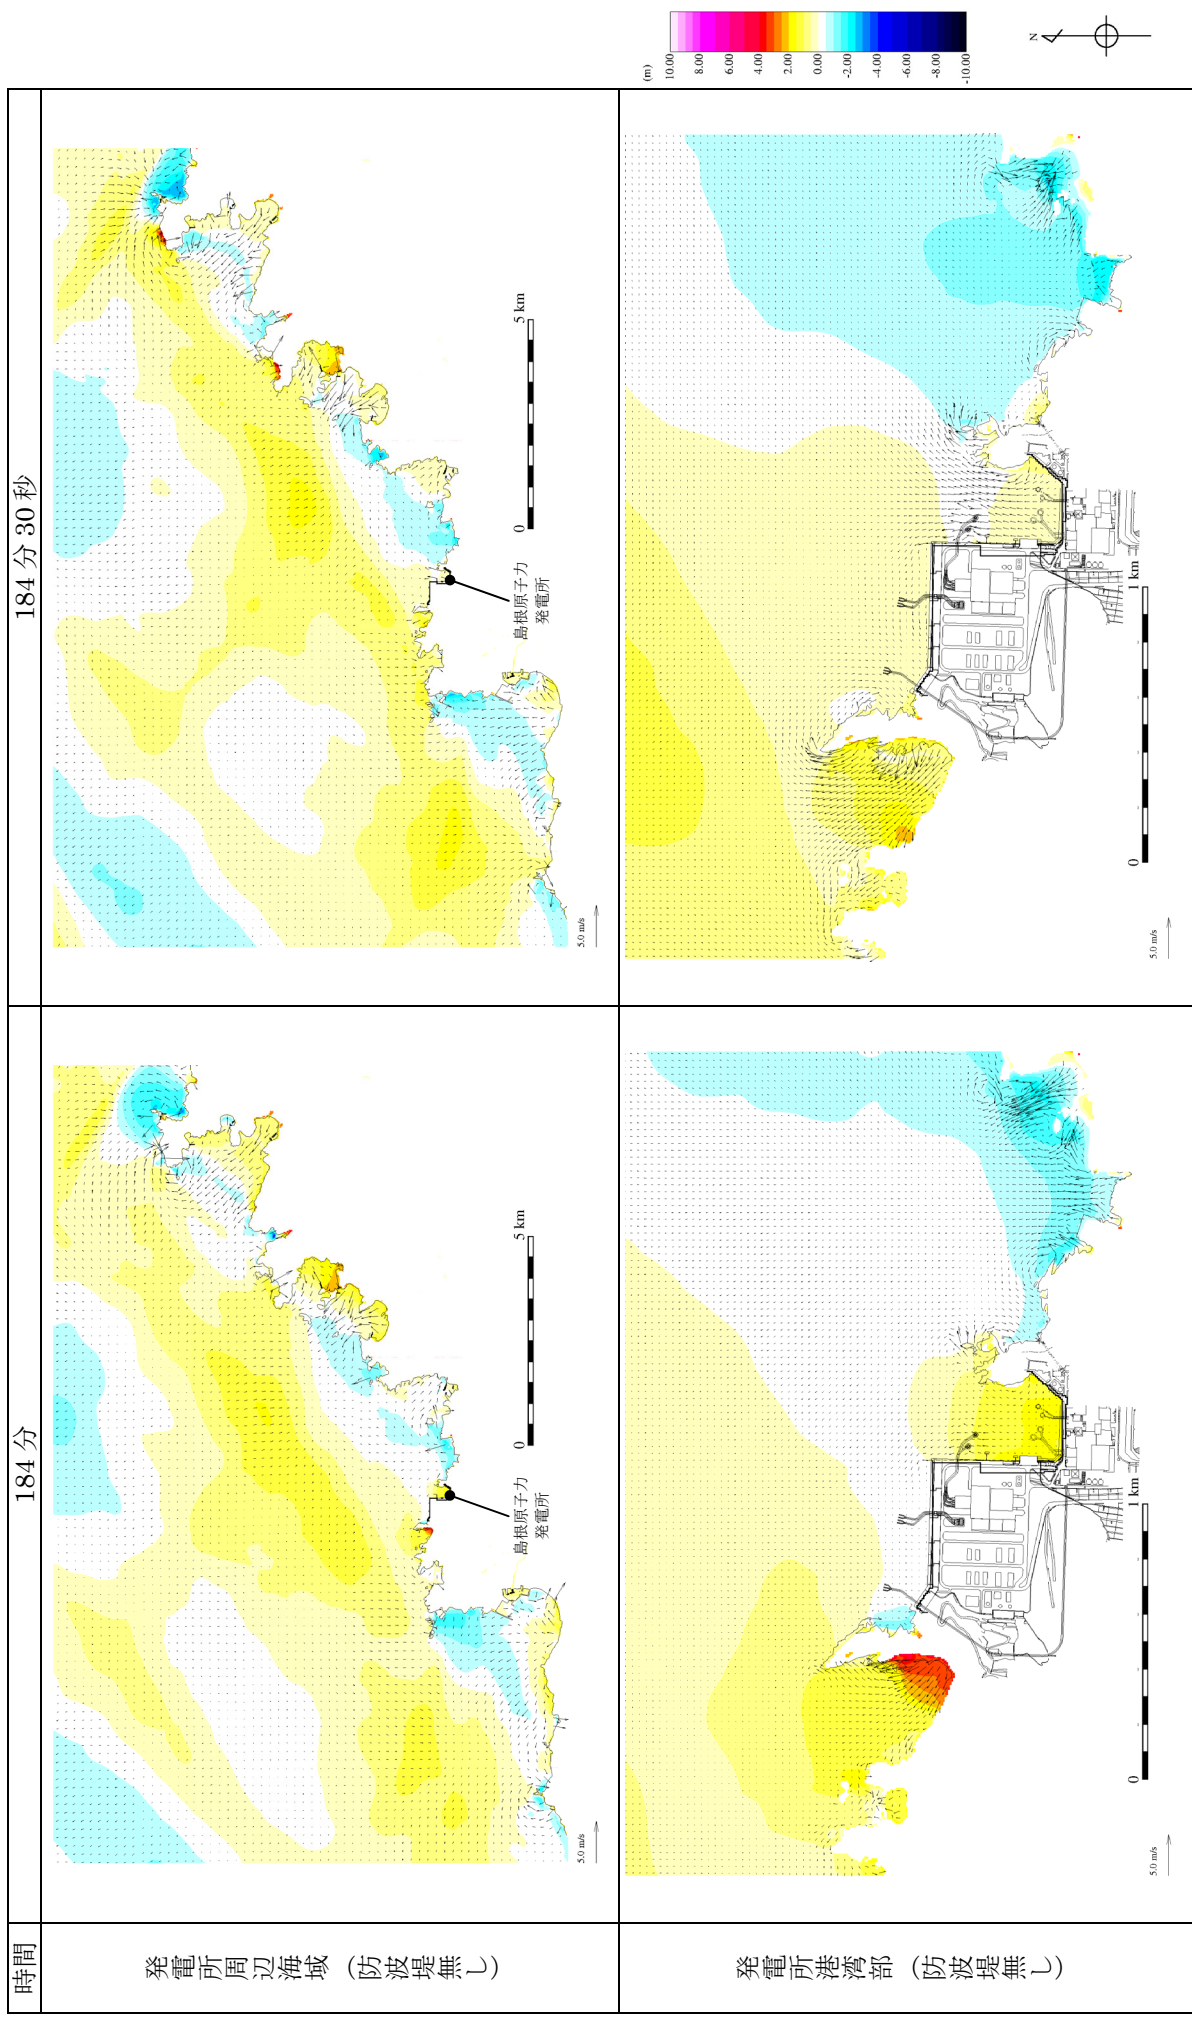 時間
184分
184分30秒
発電所周辺海域（防波堤無し）
島根原子力
発電所
0
5 km
5.0 m/s
島根原子力
発電所
0
5 km
5.0 m/s
発電所港湾部（防波堤無し）
0
1 km
5.0 m/s
0
1 km
5.0 m/s
(m)
10.00
8.00
6.00
4.00
2.00
0.00
-2.00
-4.00
-6.00
-8.00
-10.00
N